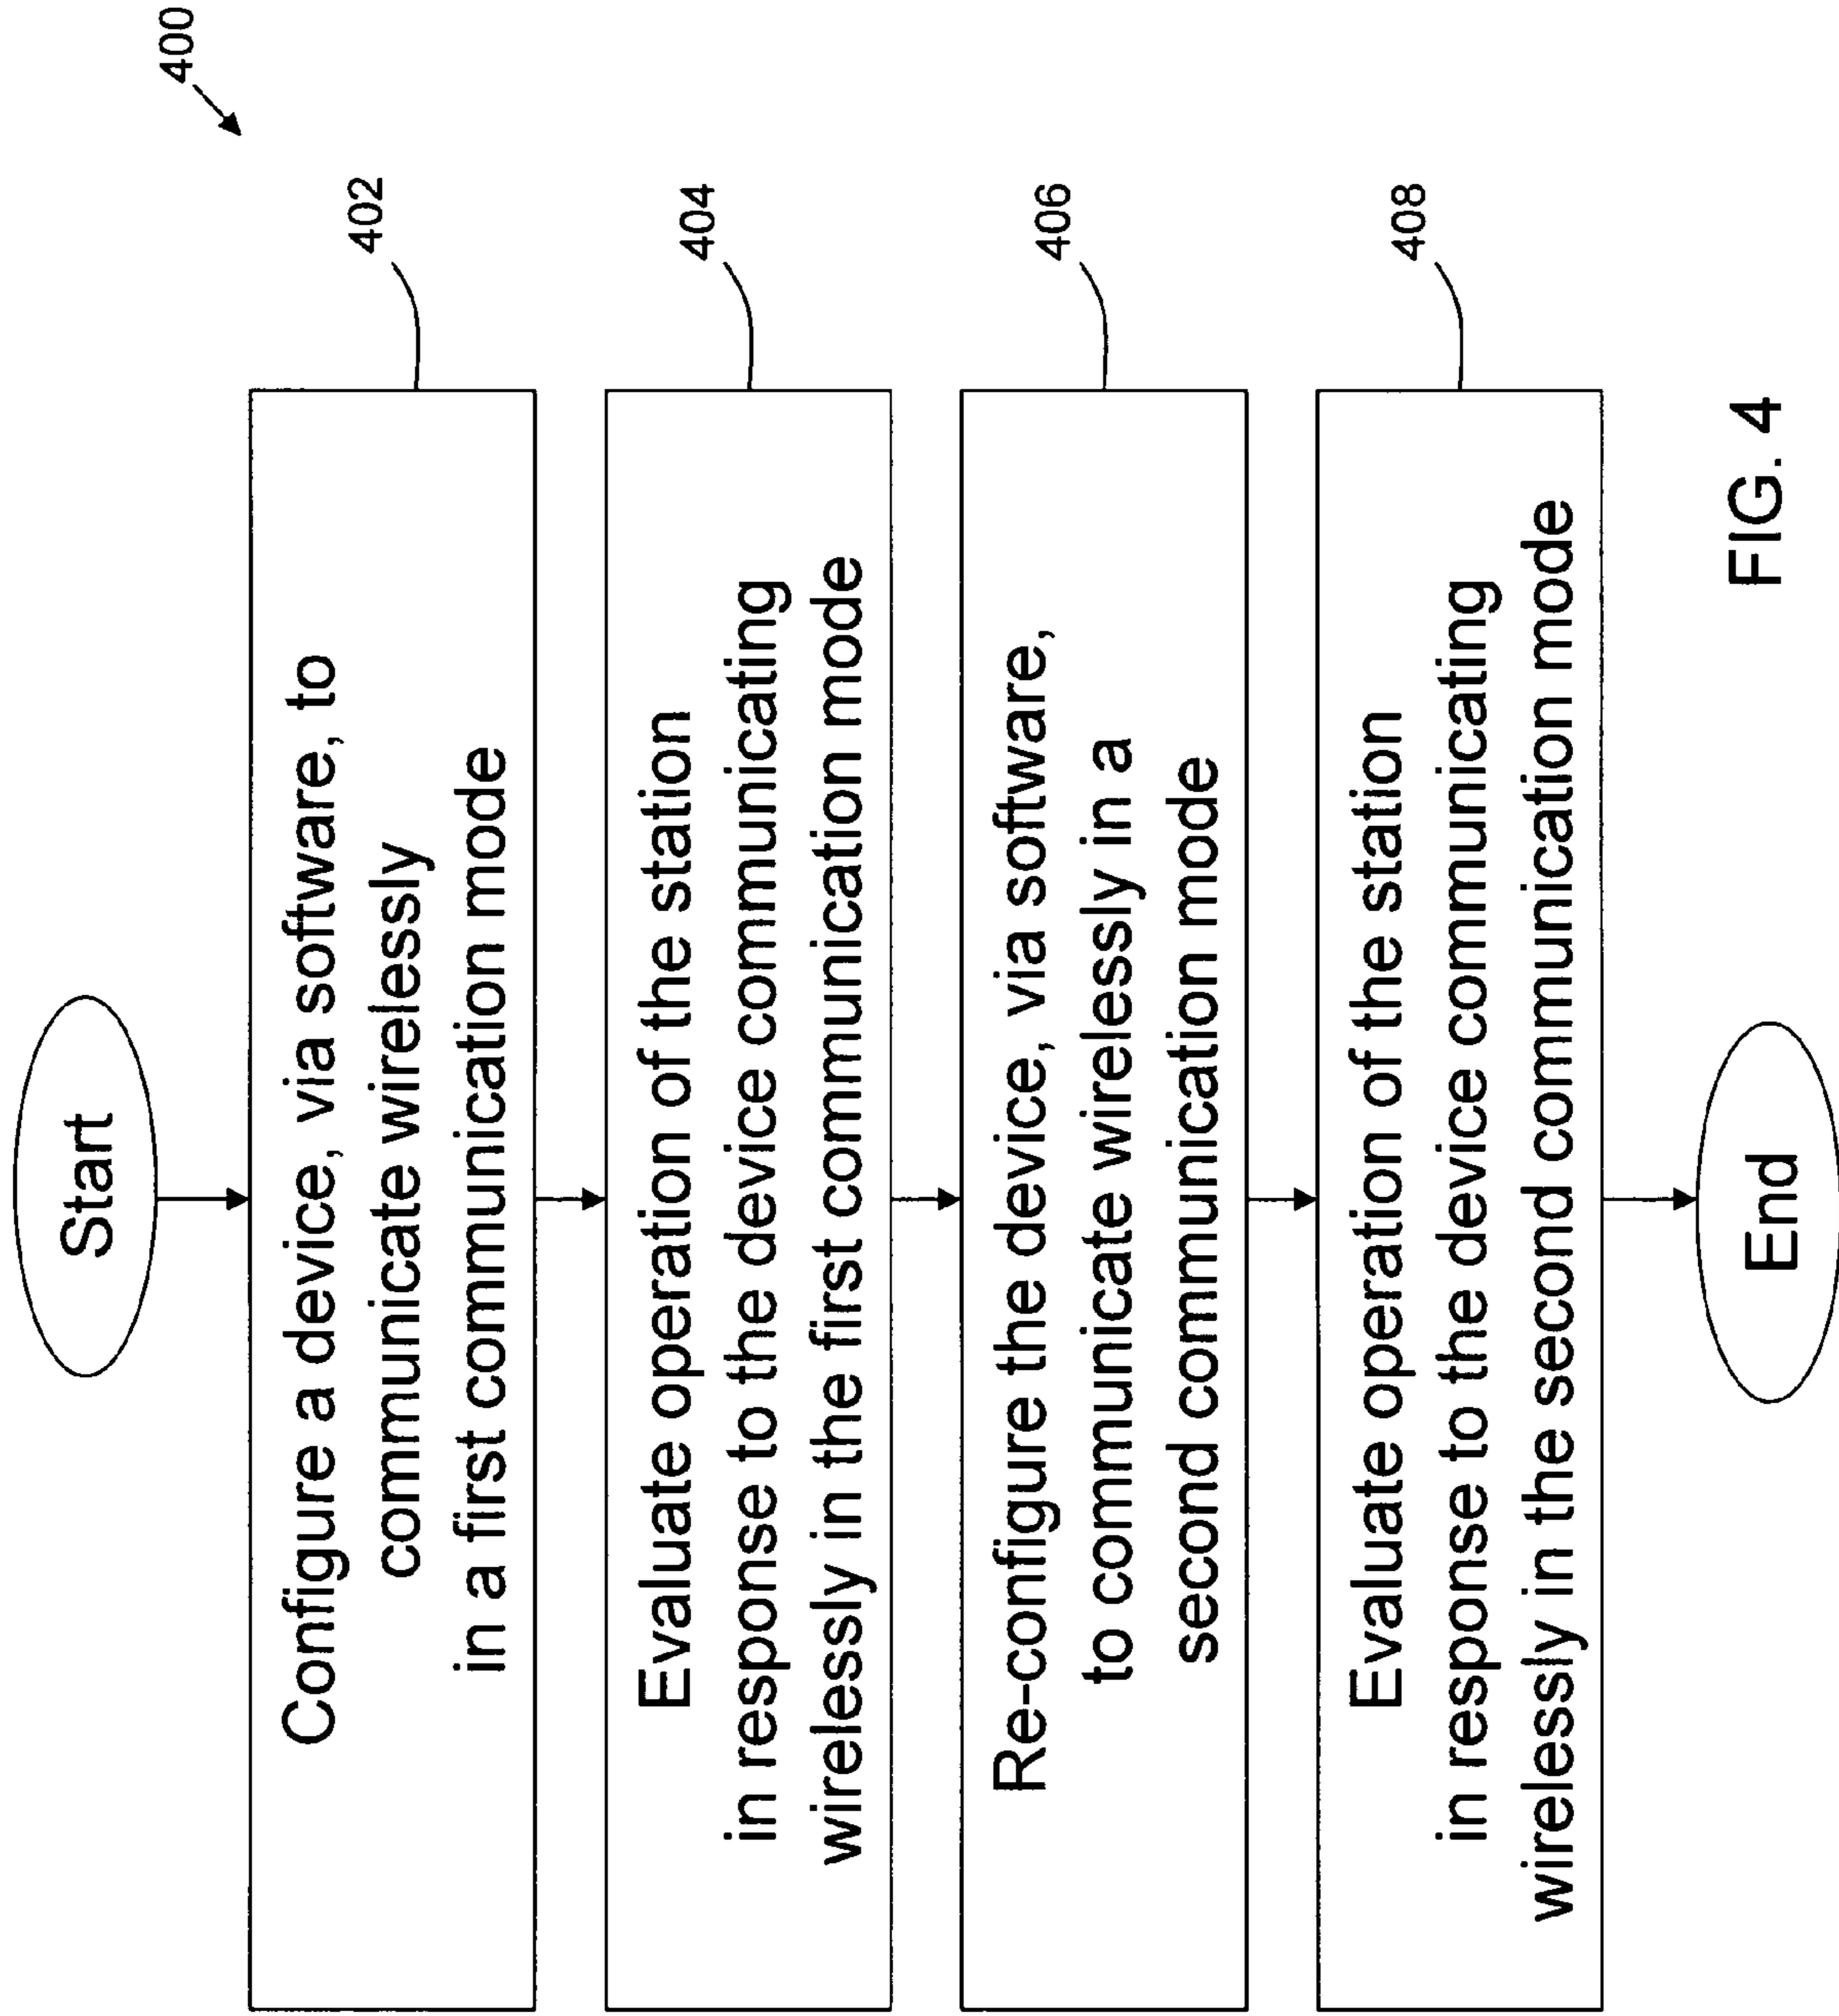 400
Start
Configure a device, via software, to
communicate wirelessly
in a first communication mode
402
Evaluate operation of the station
in response to the device communicating
wirelessly in the first communication mode
404
Re-configure the device, via software,
to communicate wirelessly in a
second communication mode
406
Evaluate operation of the station
in response to the device communicating
wirelessly in the second communication mode
408
End
FIG. 4